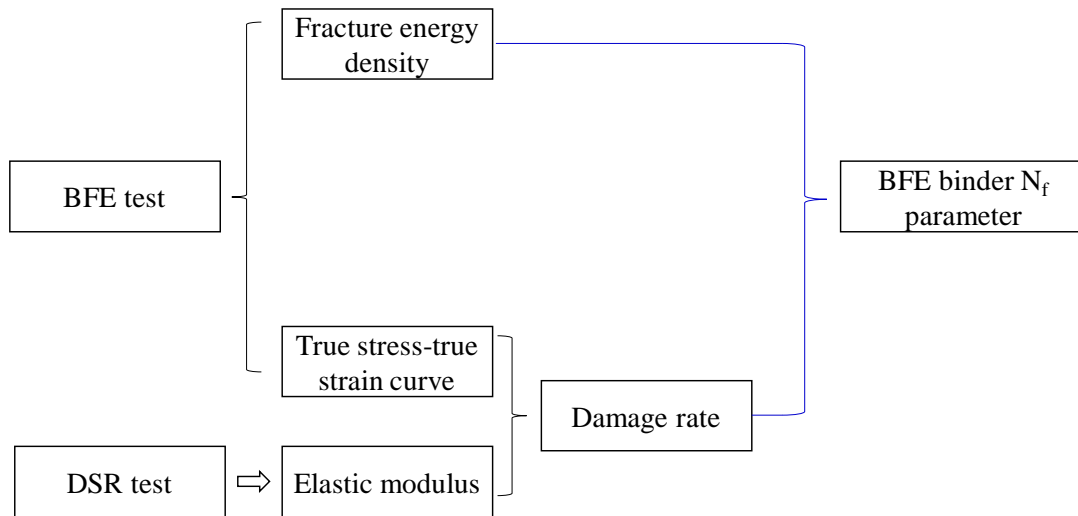 Fracture energy
density
BFE test
BFE binder Nf
parameter
True stress-true
strain curve
Damage rate
DSR test
Elastic modulus